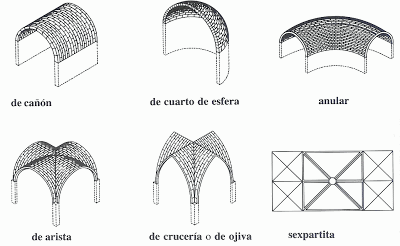 de cañón
de cuarto de esfera
anular
de arista
de crucería o de ojiva
sexpartita